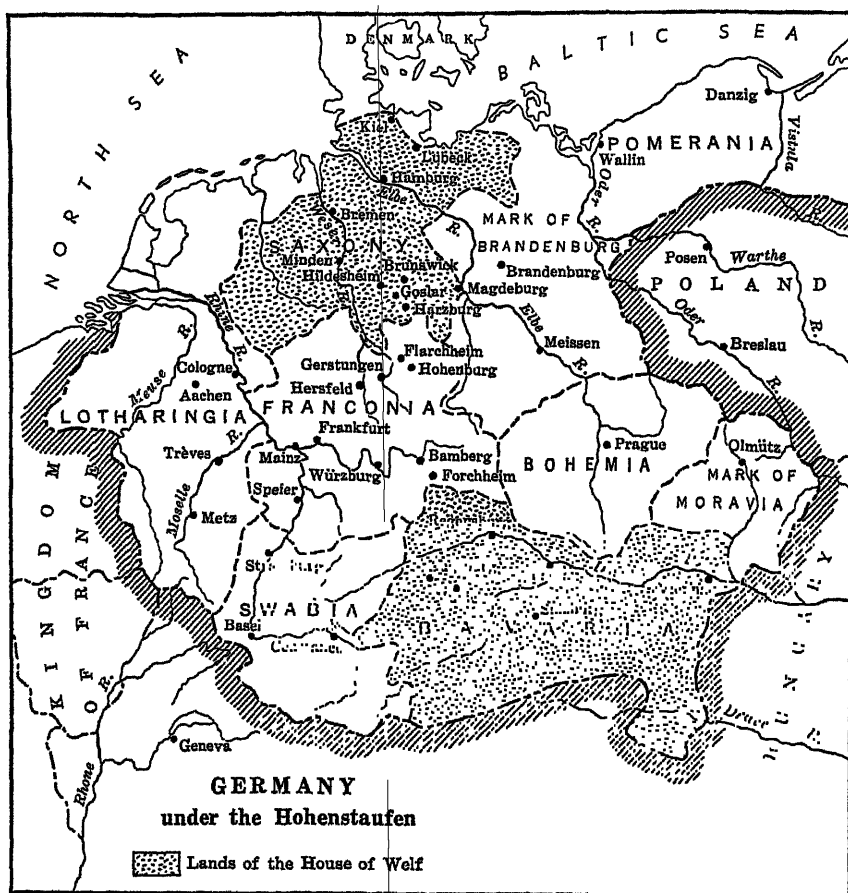 DENMARK
BALTIC SEA
NORTH SEA
Danzig
Kiel
POMERANIA
Vistula
Wallin
Lübeck
Oder
R.
Hamburg
Elbe
R.
Bremen
MARK OF
BRANDENBURG
SAXONY
Posen
Warthe
R.
Minden
Brunswick
Hildesheim
Brandenburg
Goslar
Magdeburg
POLAND
Harzburg
Oder
R.
Rhine
R.
Elbe
R.
Meissen
Breslau
Meuse
R.
Flarchheim
Gerstungen
Hohenburg
Cologne
Hersfeld
Aachen
LOTHARINGIA
FRANCONIA
Frankfurt
Prague
Olmütz
Trèves
Mainz
Bamberg
BOHEMIA
MARK OF
MORAVIA
Würzburg
Forchheim
Speier
Moselle
R.
Metz
KINGDOM
OF FRANCE
SWABIA
Basel
BAVARIA
HUNGARY
Drave
R.
Geneva
Rhone
R.
GERMANY
under the Hohenstaufen
Lands of the House of Welf